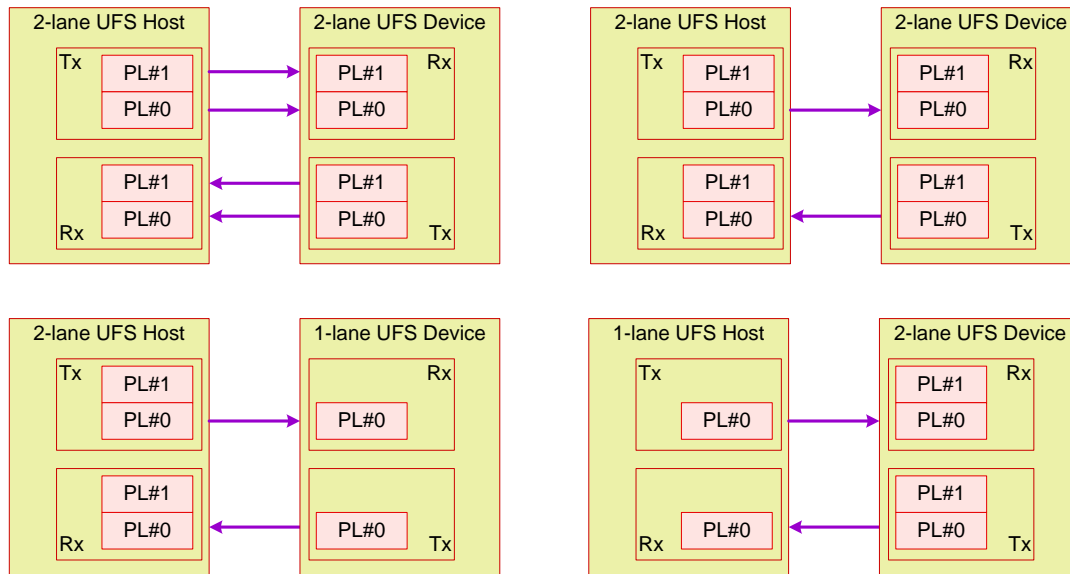 2-lane UFS Host
2-lane UFS Device
Tx
PL#1
PL#0
PL#1
PL#0
Rx
PL#1
PL#0
Rx
PL#1
PL#0
Tx
2-lane UFS Host
2-lane UFS Device
Tx
PL#1
PL#0
PL#1
PL#0
Rx
PL#1
PL#0
Rx
PL#1
PL#0
Tx
2-lane UFS Host
1-lane UFS Device
Tx
PL#1
PL#0
Rx
PL#0
PL#1
PL#0
Rx
PL#0
Tx
1-lane UFS Host
2-lane UFS Device
Tx
PL#0
PL#1
PL#0
Rx
PL#0
Rx
PL#1
PL#0
Tx